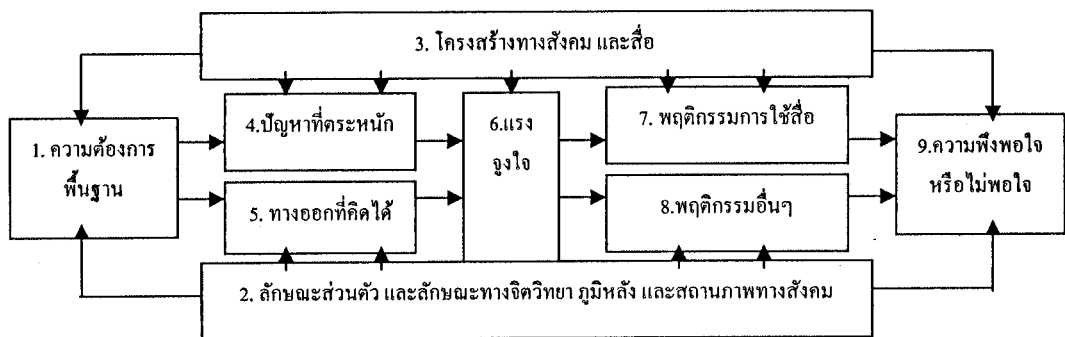 3. โครงสร้างทางสังคม และสื่อ
4.ปัญหาที่ตระหนัก
6.แรง
จูงใจ
7. พฤติกรรมการใช้สื่อ
1. ความต้องการ
พื้นฐาน
9.ความพึงพอใจ
หรือไม่พอใจ
5. ทางออกที่คิดได้
8.พฤติกรรมอื่นๆ
2. ลักษณะส่วนตัว และลักษณะทางจิตวิทยา ภูมิหลัง และสถานภาพทางสังคม